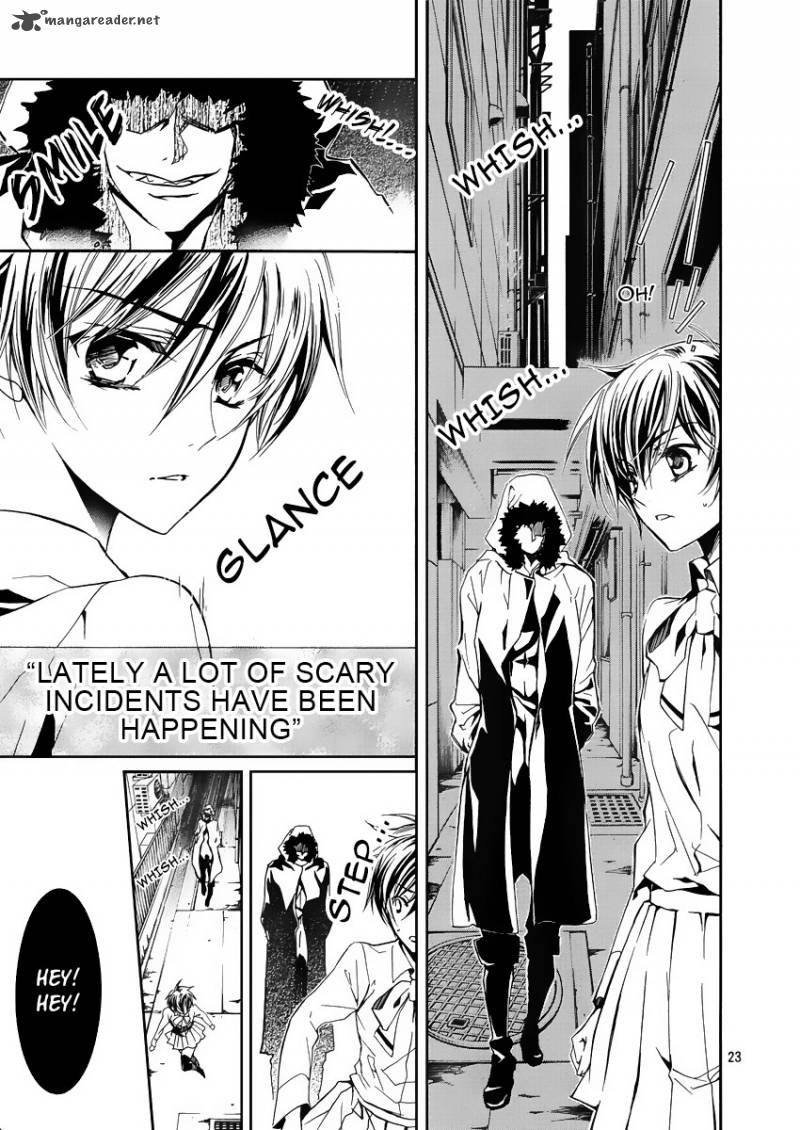 mangareader.net
WHISH...
OH!
WHISH...
WHISH!...
SMILE
GLANCE
"LATELY A LOT OF SCARY
INCIDENTS HAVE BEEN
HAPPENING"
STEP...
WHISH...
WHISH...
HEY!
HEY!
23